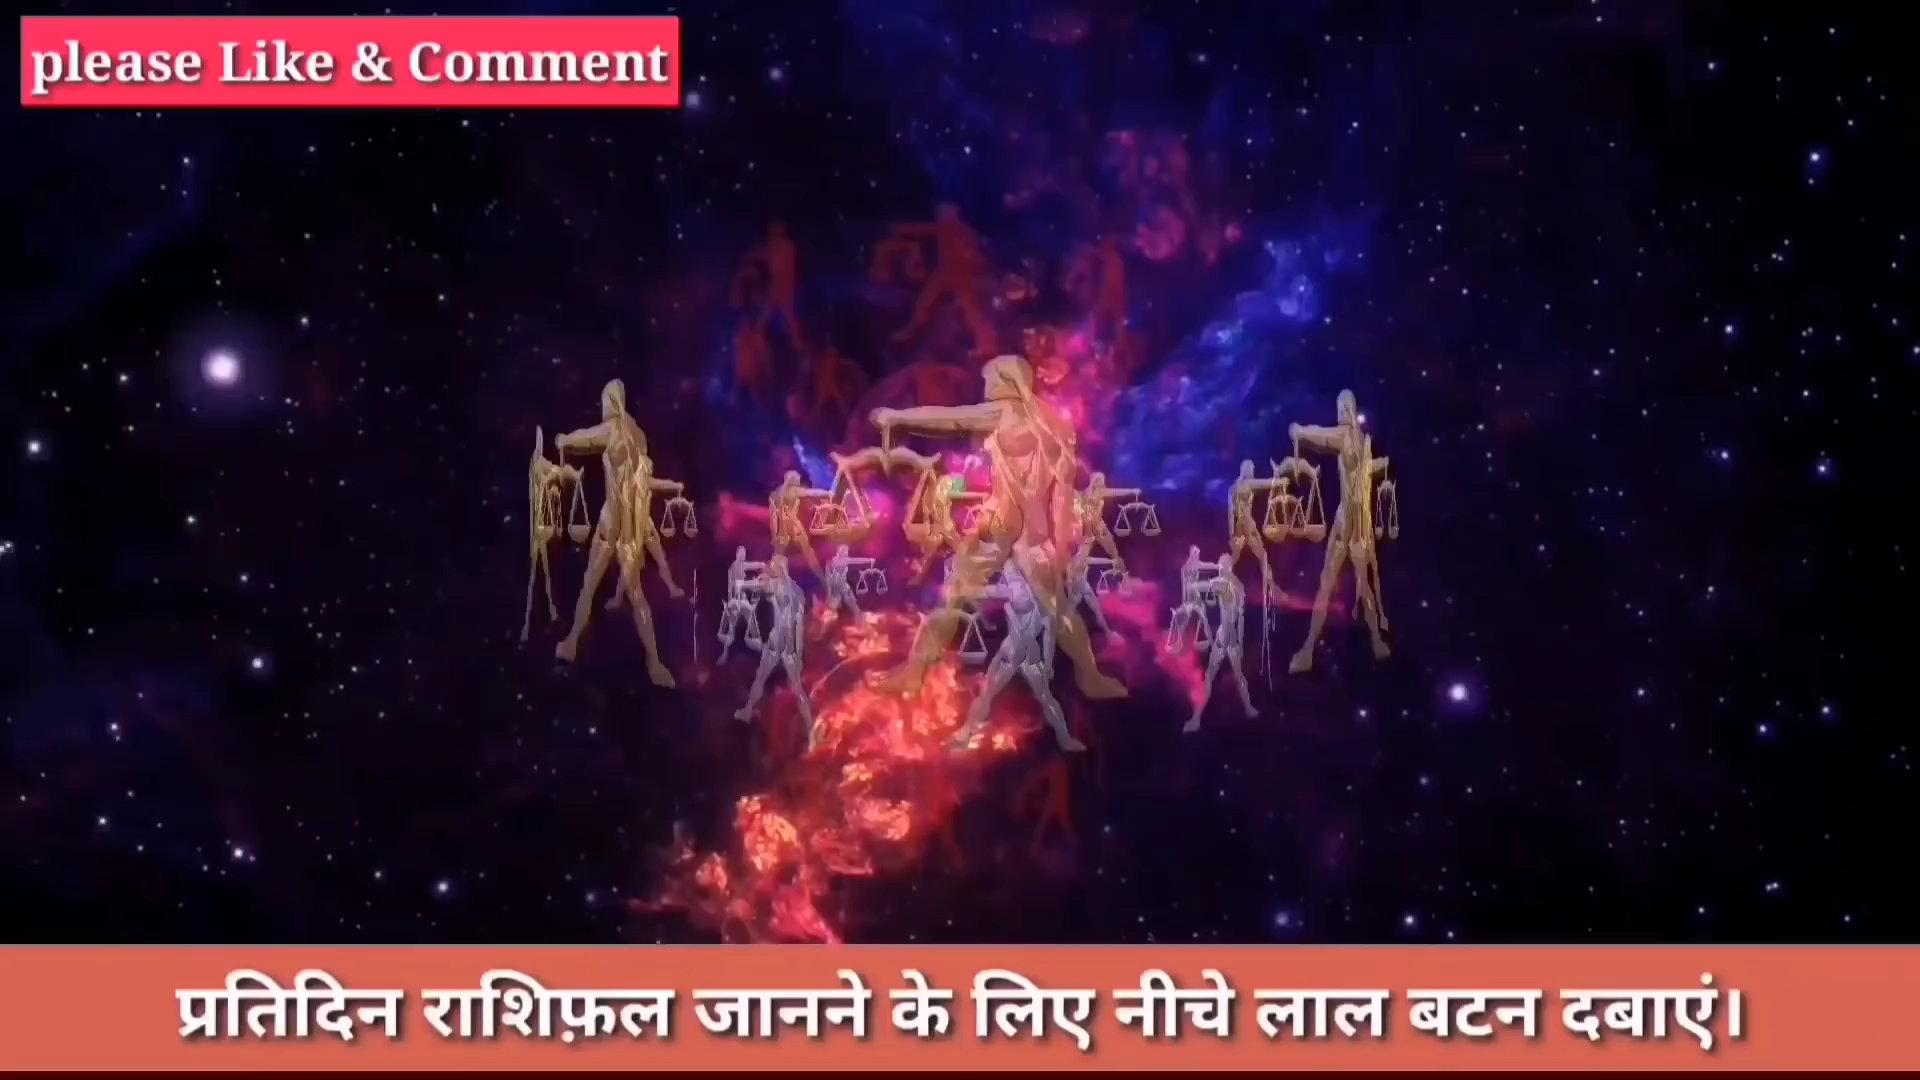 please Like & Comment
प्रतिदिन राशिफ़ल जानने के लिए नीचे लाल बटन दबाएं।